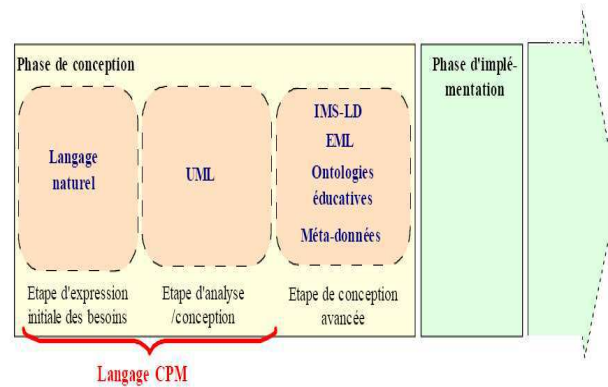 Phase de conception
Phase d'implé-
mentation
Langage
naturel
UML
IMS-LD
EML
Ontologies
éducatives
Méta-données
Etape d'expression
initiale des besoins
Etape d'analyse
/conception
Etape de conception
avancée
Langage CPM